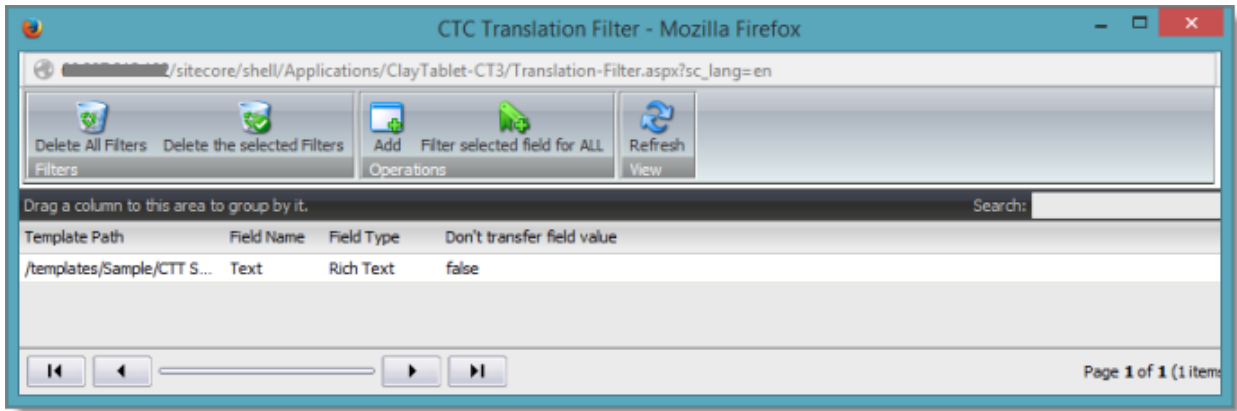 CTC Translation Filter - Mozilla Firefox
/sitecore/shell/Applications/ClayTablet-CT3/Translation-Filter.aspx?sc_lang=en
Delete All Filters Delete the selected Filters Add Filter selected field for ALL Refresh
Filters Operations View
Drag a column to this area to group by it. Search:
Template Path Field Name Field Type Don't transfer field value
/templates/Sample/CTT S... Text Rich Text false
Page 1 of 1 (1 items